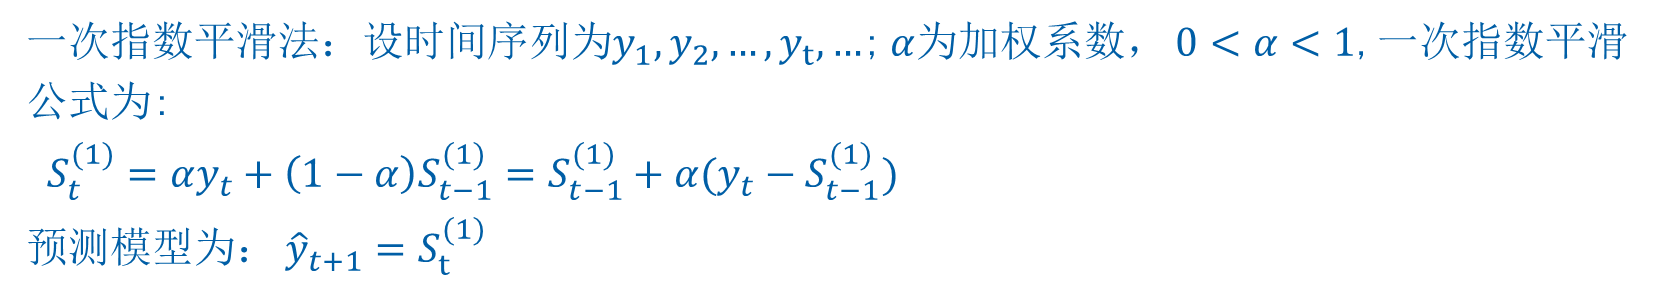 一次指数平滑法：设时间序列为y₁, y₂, …, yₜ, …; α为加权系数， 0 < α < 1, 一次指数平滑
公式为:
Sₜ⁽¹⁾ = αyₜ + (1 − α)Sₜ₋₁⁽¹⁾ = Sₜ₋₁⁽¹⁾ + α(yₜ − Sₜ₋₁⁽¹⁾)
预测模型为： ŷₜ₊₁ = Sₜ⁽¹⁾